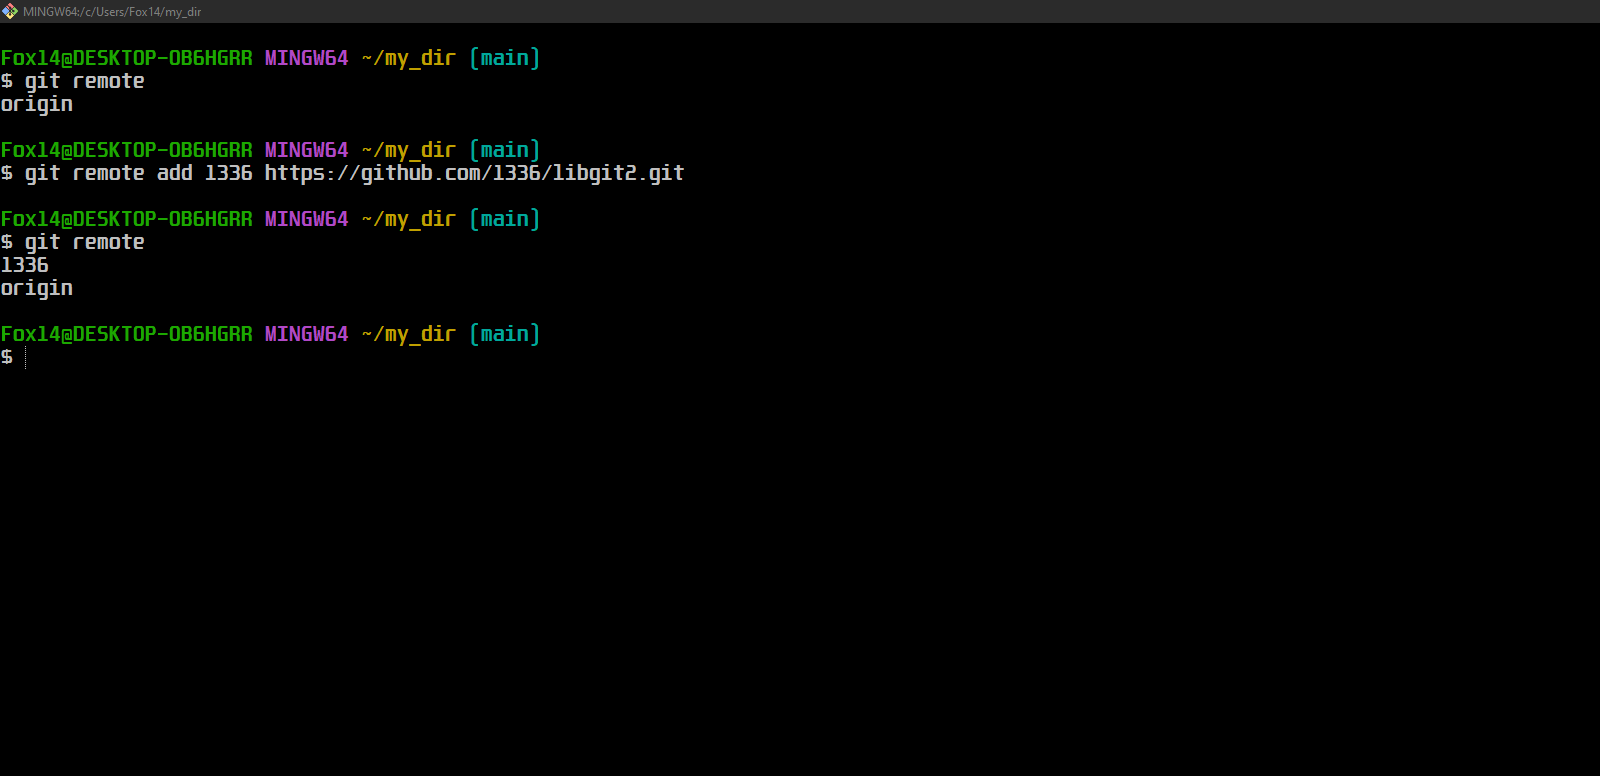 MINGW64:/c/Users/Fox14/my_dir
Fox14@DESKTOP-OB6HGRR MINGW64 ~/my_dir (main)
$ git remote
origin
Fox14@DESKTOP-OB6HGRR MINGW64 ~/my_dir (main)
$ git remote add 1336 https://github.com/1336/libgit2.git
Fox14@DESKTOP-OB6HGRR MINGW64 ~/my_dir (main)
$ git remote
1336
origin
Fox14@DESKTOP-OB6HGRR MINGW64 ~/my_dir (main)
$